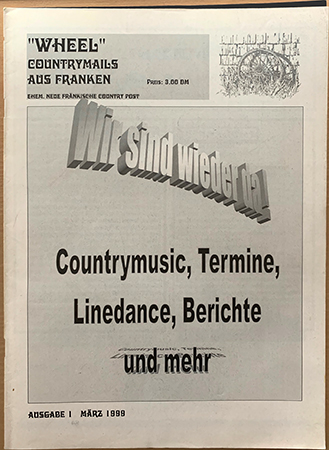 "WHEEL"
COUNTRYMAILS
AUS FRANKEN
PREIS: 3,00 DM
EHEM. NEUE FRÄNKISCHE COUNTRY POST
Wir sind wieder da!
Countrymusic, Termine,
Linedance, Berichte
und mehr
AUSGABE 1 MÄRZ 1999